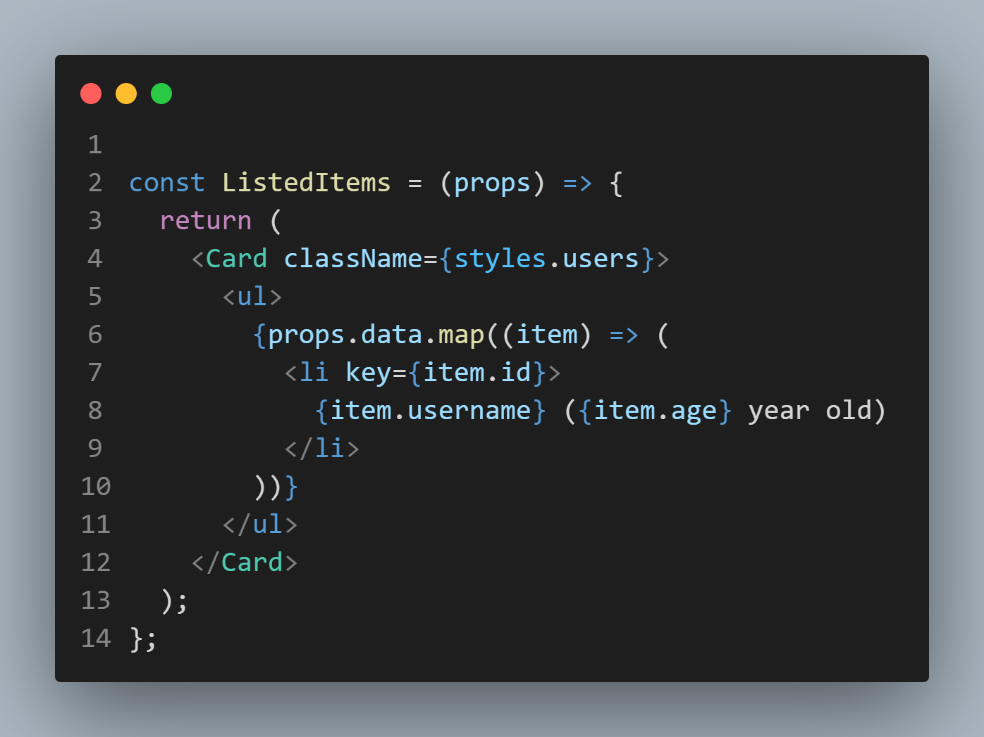 1
2 const ListedItems = (props) => {
3   return (
4     <Card className={styles.users}>
5       <ul>
6         {props.data.map((item) => (
7           <li key={item.id}>
8             {item.username} ({item.age} year old)
9           </li>
10         ))}
11       </ul>
12     </Card>
13   );
14 };